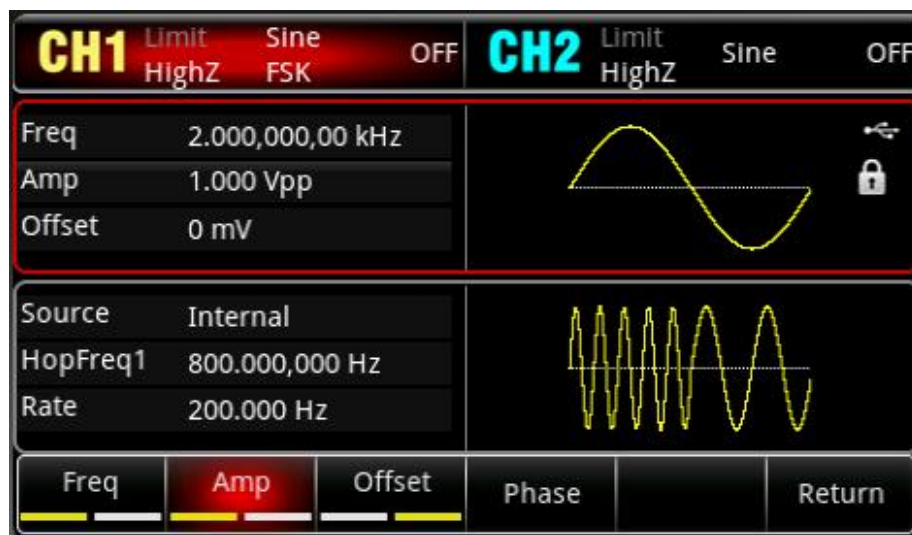 CH1 Limit Sine OFF CH2 Limit Sine OFF
HighZ FSK HighZ
Freq 2.000,000,00 kHz
Amp 1.000 Vpp
Offset 0 mV
Source Internal
HopFreq1 800.000,000 Hz
Rate 200.000 Hz
Freq Amp Offset Phase Return